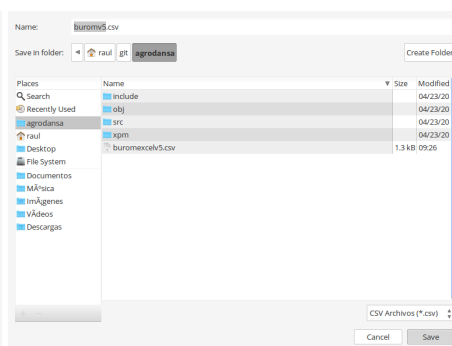 Name: buromv5.csv
Save in folder: raul git agrodansa Create Folder
Places Name Size Modified
Search include 04/23/20
Recently Used obj 04/23/20
agrodansa src 04/23/20
raul xpm 04/23/20
Desktop buromexcelv5.csv 1.3 kB 09:26
File System
Documentos
MÃºsica
ImÃ¡genes
VÃ­deos
Descargas
CSV Archivos (*.csv)
Cancel Save